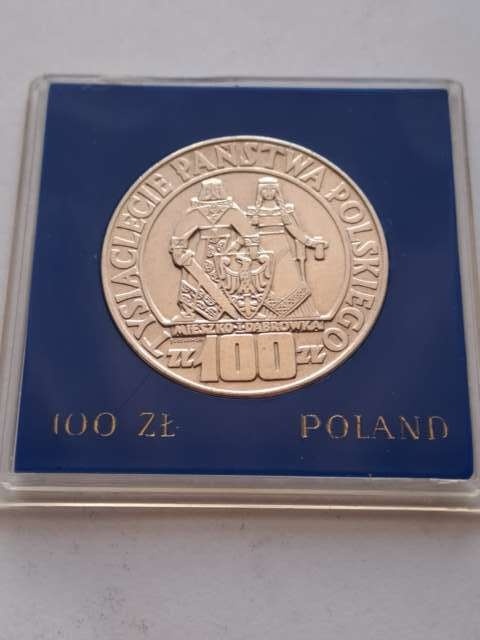 TYSIĄCLECIE PAŃSTWA POLSKIEGO
MIESZKO·I·DĄBRÓWKA
ZŁ 100 ZŁ
100 ZŁ POLAND